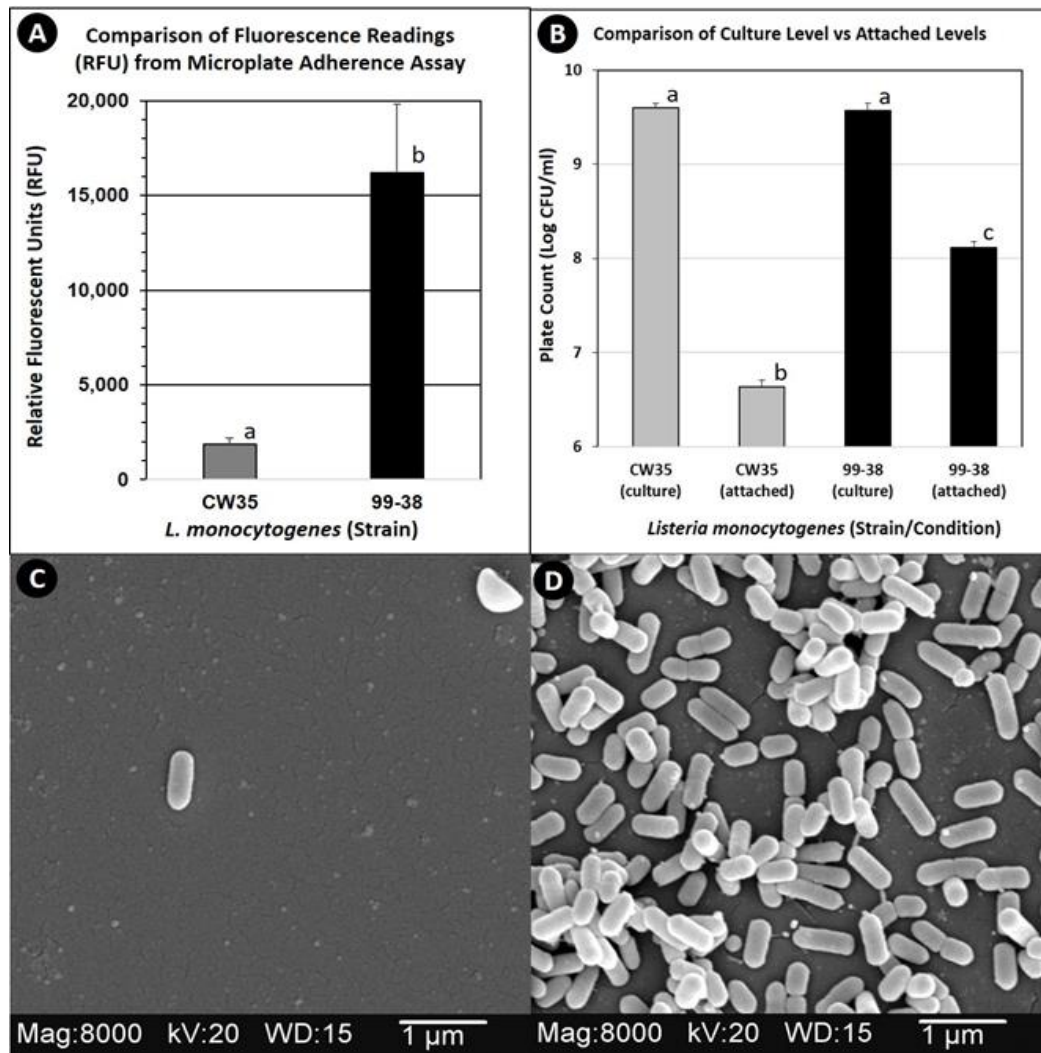 A
Comparison of Fluorescence Readings
(RFU) from Microplate Adherence Assay
Relative Fluorescent Units (RFU)
20,000
15,000
10,000
5,000
0
a
b
CW35
99-38
L. monocytogenes (Strain)
B
Comparison of Culture Level vs Attached Levels
Plate Count (Log CFU/ml)
10
9
8
7
6
a
b
a
c
CW35
(culture)
CW35
(attached)
99-38
(culture)
99-38
(attached)
Listeria monocytogenes (Strain/Condition)
C
Mag:8000 kV:20 WD:15 1 µm
D
Mag:8000 kV:20 WD:15 1 µm